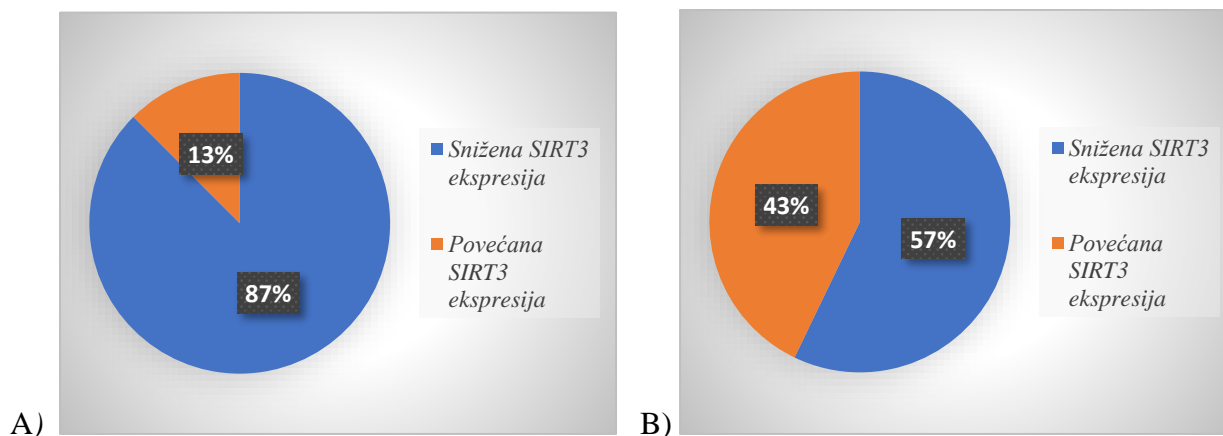 13%
87%
Snižena SIRT3
ekspresija
Povećana
SIRT3
ekspresija
A)
43%
57%
Snižena SIRT3
ekspresija
Povećana
SIRT3
ekspresija
B)